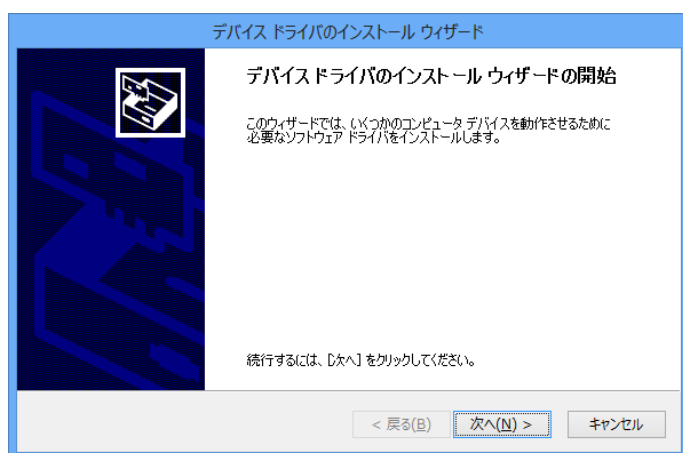 デバイス ドライバのインストール ウィザード
デバイス ドライバのインストール ウィザードの開始
このウィザードでは、いくつかのコンピュータ デバイスを動作させるために
必要なソフトウェア ドライバをインストールします。
続行するには、[次へ] をクリックしてください。
< 戻る(B)
次へ(N) >
キャンセル